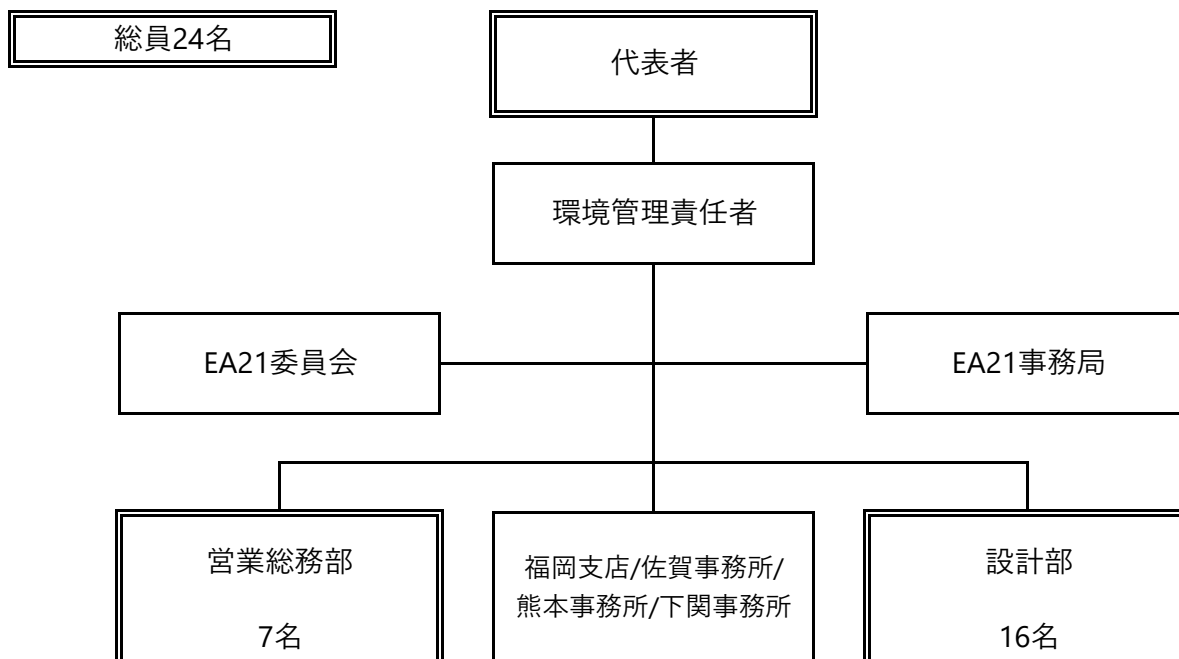 総員24名
代表者
環境管理責任者
EA21委員会
EA21事務局
営業総務部
7名
福岡支店/佐賀事務所/
熊本事務所/下関事務所
設計部
16名